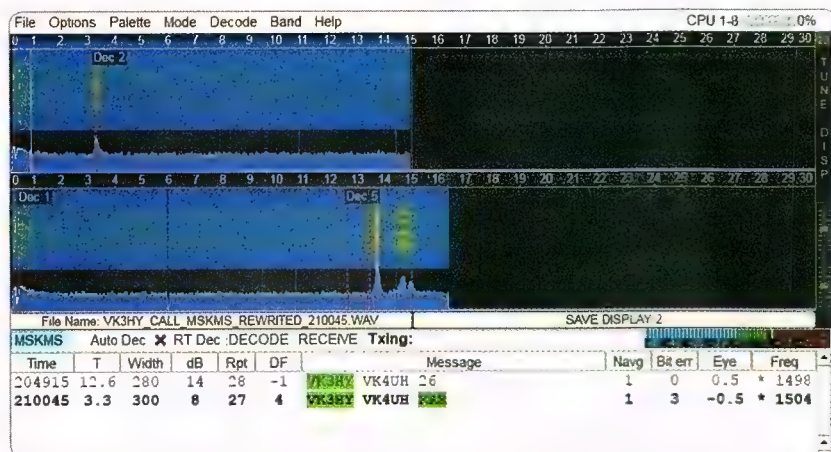 File Options Palette Mode Decode Band Help CPU 1-8 0%
0 1 2 3 4 5 6 7 8 9 10 11 12 13 14 15 16 17 18 19 20 21 22 23 24 25 26 27 28 29 30
Dec 2
TUNE DISP
0 1 2 3 4 5 6 7 8 9 10 11 12 13 14 15 16 17 18 19 20 21 22 23 24 25 26 27 28 29 30
Dec 1 Dec 5
File Name: VK3HY_CALL_MSKMS_REWRITED_210045.WAV SAVE DISPLAY 2
MSKMS Auto Dec RT Dec :DECODE RECEIVE Txing:
Time T Width dB Rpt DF Message Navg Bit err Eye Freq
204915 12.6 280 14 28 -1 VK3HY VK4UH 26 1 0 0.5 * 1498
210045 3.3 300 8 27 4 VK3HY VK4UH 1 3 -0.5 * 1504